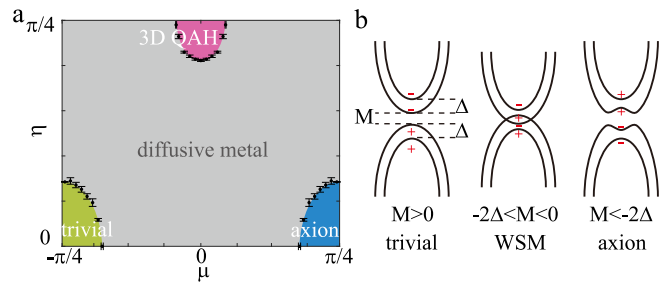 a
π/4
3D QAH
η
diffusive metal
0
trivial
axion
-π/4
0
π/4
μ
b
-
-
+
+
M
Δ
Δ
-
+
-
+
+
+
-
-
M>0
-2Δ<M<0
M<-2Δ
trivial
WSM
axion